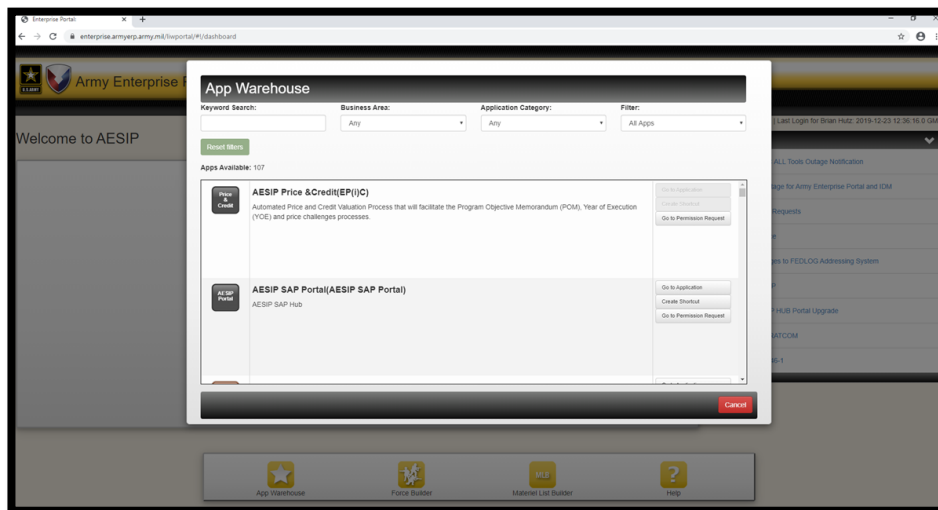 Enterprise Portal
enterprise.armyerp.army.mil/liwportal/#!/dashboard
U.S.ARMY
Army Enterprise
Last Login for Brian Hutz: 2019-12-23 12:36:16.0 GM
Welcome to AESIP
App Warehouse
Keyword Search:
Business Area:
Application Category:
Filter:
Any
Any
All Apps
Reset filters
Apps Available: 107
Price & Credit
AESIP Price &Credit(EP(i)C)
Automated Price and Credit Valuation Process that will facilitate the Program Objective Memorandum (POM), Year of Execution
(YOE) and price challenges processes.
Go to Application
Create Shortcut
Go to Permission Request
AESIP Portal
AESIP SAP Portal(AESIP SAP Portal)
AESIP SAP Hub
Go to Application
Create Shortcut
Go to Permission Request
Cancel
ALL Tools Outage Notification
tage for Army Enterprise Portal and IDM
Requests
ges to FEDLOG Addressing System
HUB Portal Upgrade
ATCOM
App Warehouse
Force Builder
MLB
Materiel List Builder
?
Help